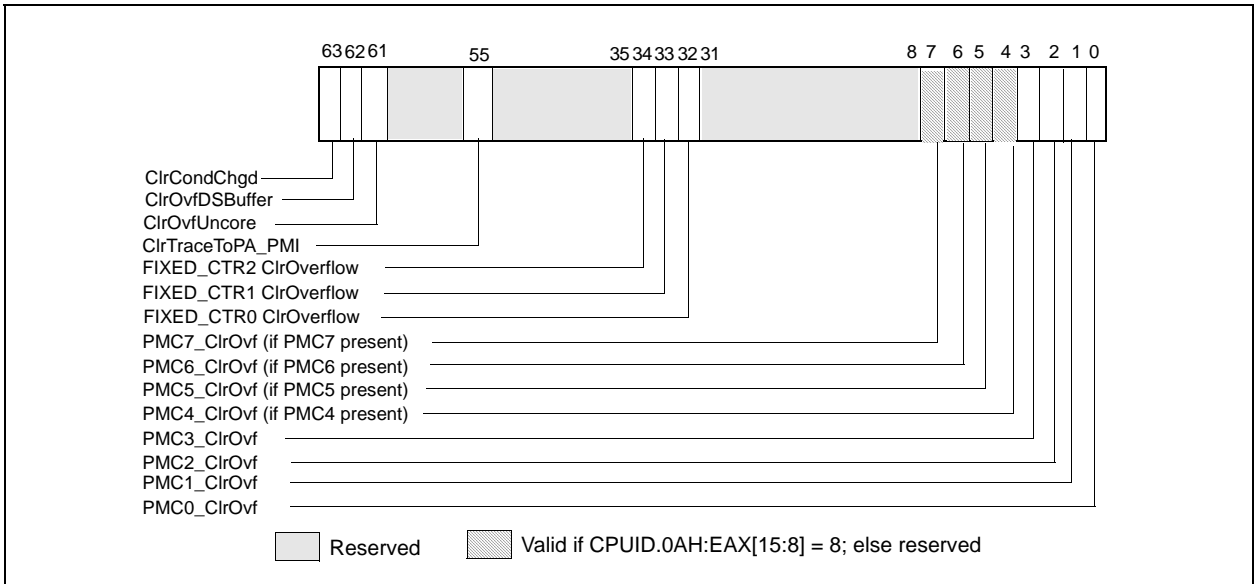 63 62 61 55 35 34 33 32 31 8 7 6 5 4 3 2 1 0
ClrCondChgd
ClrOvfDSBuffer
ClrOvfUncore
ClrTraceToPA_PMI
FIXED_CTR2 ClrOverflow
FIXED_CTR1 ClrOverflow
FIXED_CTR0 ClrOverflow
PMC7_ClrOvf (if PMC7 present)
PMC6_ClrOvf (if PMC6 present)
PMC5_ClrOvf (if PMC5 present)
PMC4_ClrOvf (if PMC4 present)
PMC3_ClrOvf
PMC2_ClrOvf
PMC1_ClrOvf
PMC0_ClrOvf
Reserved Valid if CPUID.0AH:EAX[15:8] = 8; else reserved